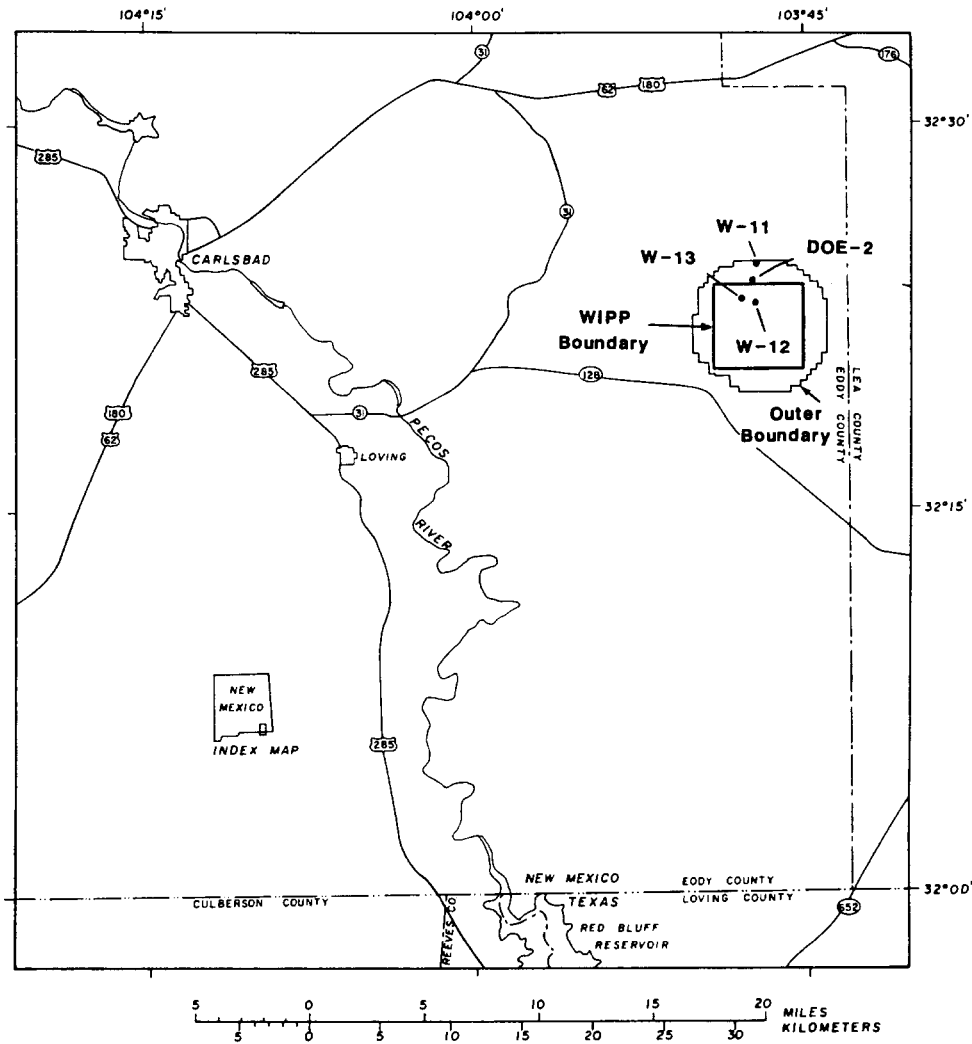 104°15'
104°00'
103°45'
31
176
62
180
32°30'
285
31
W-11
DOE-2
W-13
CARLSBAD
WIPP
Boundary
W-12
285
128
LEA COUNTY
EDDY COUNTY
180
62
31
PECOS
Outer
Boundary
LOVING
32°15'
RIVER
NEW
MEXICO
INDEX MAP
285
NEW MEXICO
EDDY COUNTY
32°00'
CULBERSON COUNTY
TEXAS
LOVING COUNTY
652
REEVES CO.
RED BLUFF
RESERVOIR
5 0 5 10 15 20 MILES
5 0 5 10 15 20 25 30 KILOMETERS